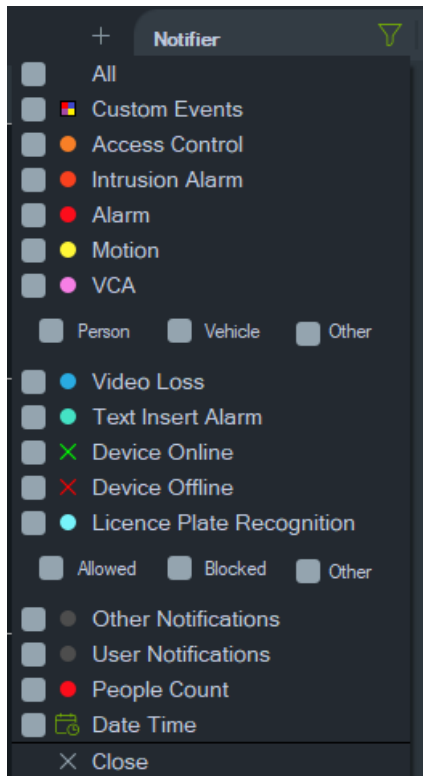 Notifier
All
Custom Events
Access Control
Intrusion Alarm
Alarm
Motion
VCA
Person Vehicle Other
Video Loss
Text Insert Alarm
Device Online
Device Offline
Licence Plate Recognition
Allowed Blocked Other
Other Notifications
User Notifications
People Count
Date Time
Close